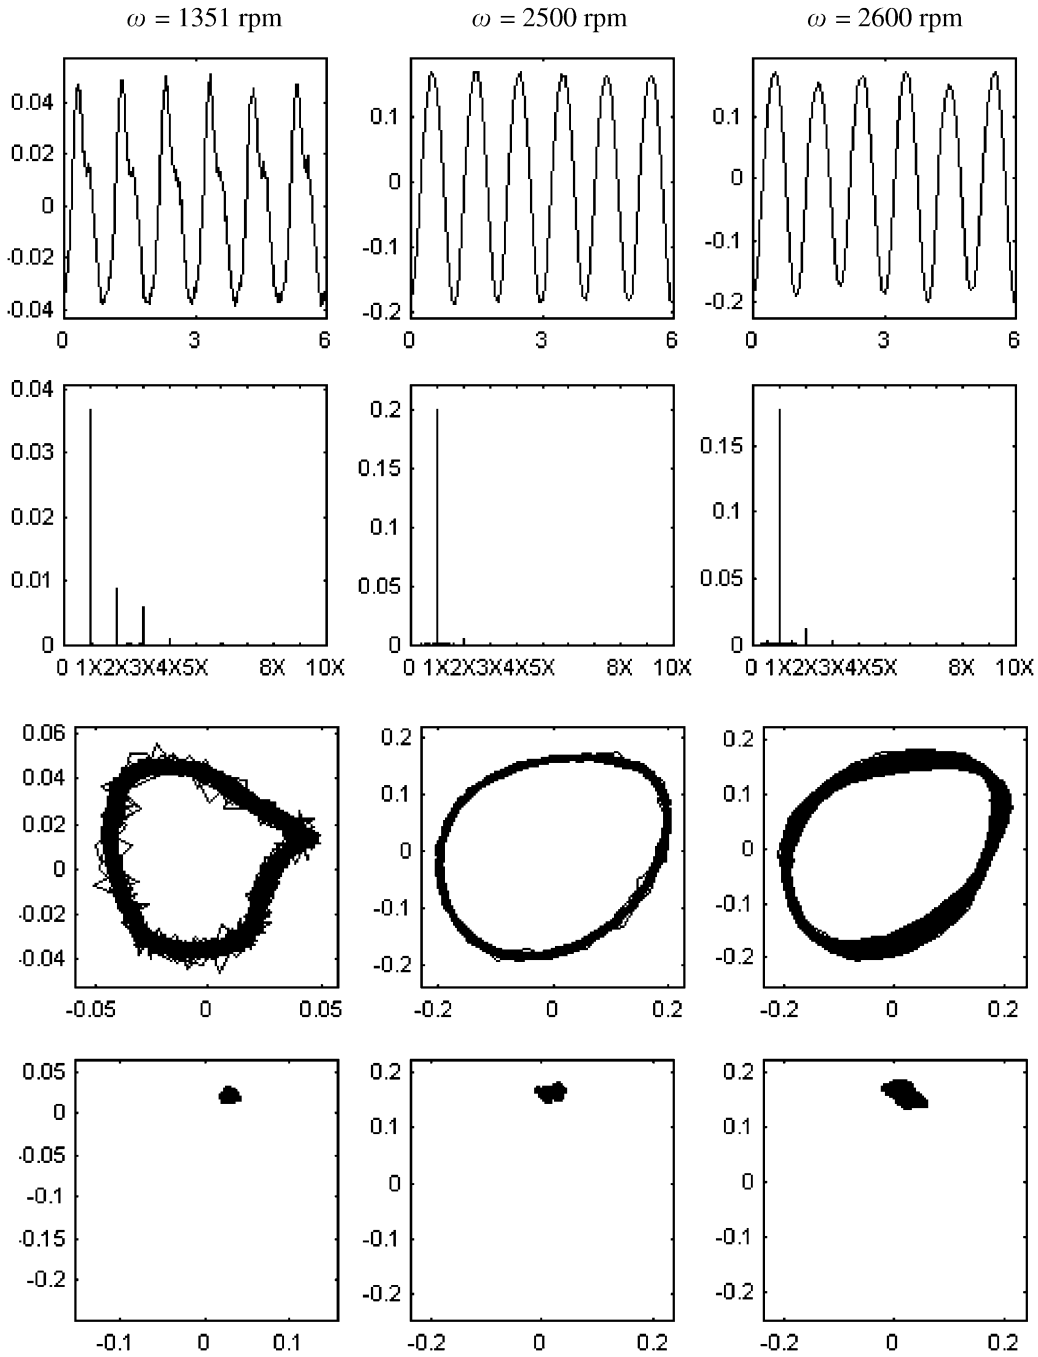 ω = 1351 rpm ω = 2500 rpm ω = 2600 rpm
0.04 0.02 0 -0.02 -0.04
0 3 6
0.1 0 -0.1 -0.2
0 3 6
0.1 0 -0.1 -0.2
0 3 6
0.04 0.03 0.02 0.01 0
0 1X2X3X4X5X 8X 10X
0.2 0.15 0.1 0.05 0
0 1X2X3X4X5X 8X 10X
0.15 0.1 0.05 0
0 1X2X3X4X5X 8X 10X
0.06 0.04 0.02 0 -0.02 -0.04
-0.05 0 0.05
0.2 0.1 0 -0.1 -0.2
-0.2 0 0.2
0.2 0.1 0 -0.1 -0.2
-0.2 0 0.2
0.05 0 -0.05 -0.1 -0.15 -0.2
-0.1 0 0.1
0.2 0.1 0 -0.1 -0.2
-0.2 0 0.2
0.2 0.1 0 -0.1 -0.2
-0.2 0 0.2